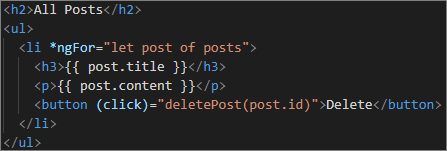 <h2>All Posts</h2>
<ul>
  <li *ngFor="let post of posts">
    <h3>{{ post.title }}</h3>
    <p>{{ post.content }}</p>
    <button (click)="deletePost(post.id)">Delete</button>
  </li>
</ul>